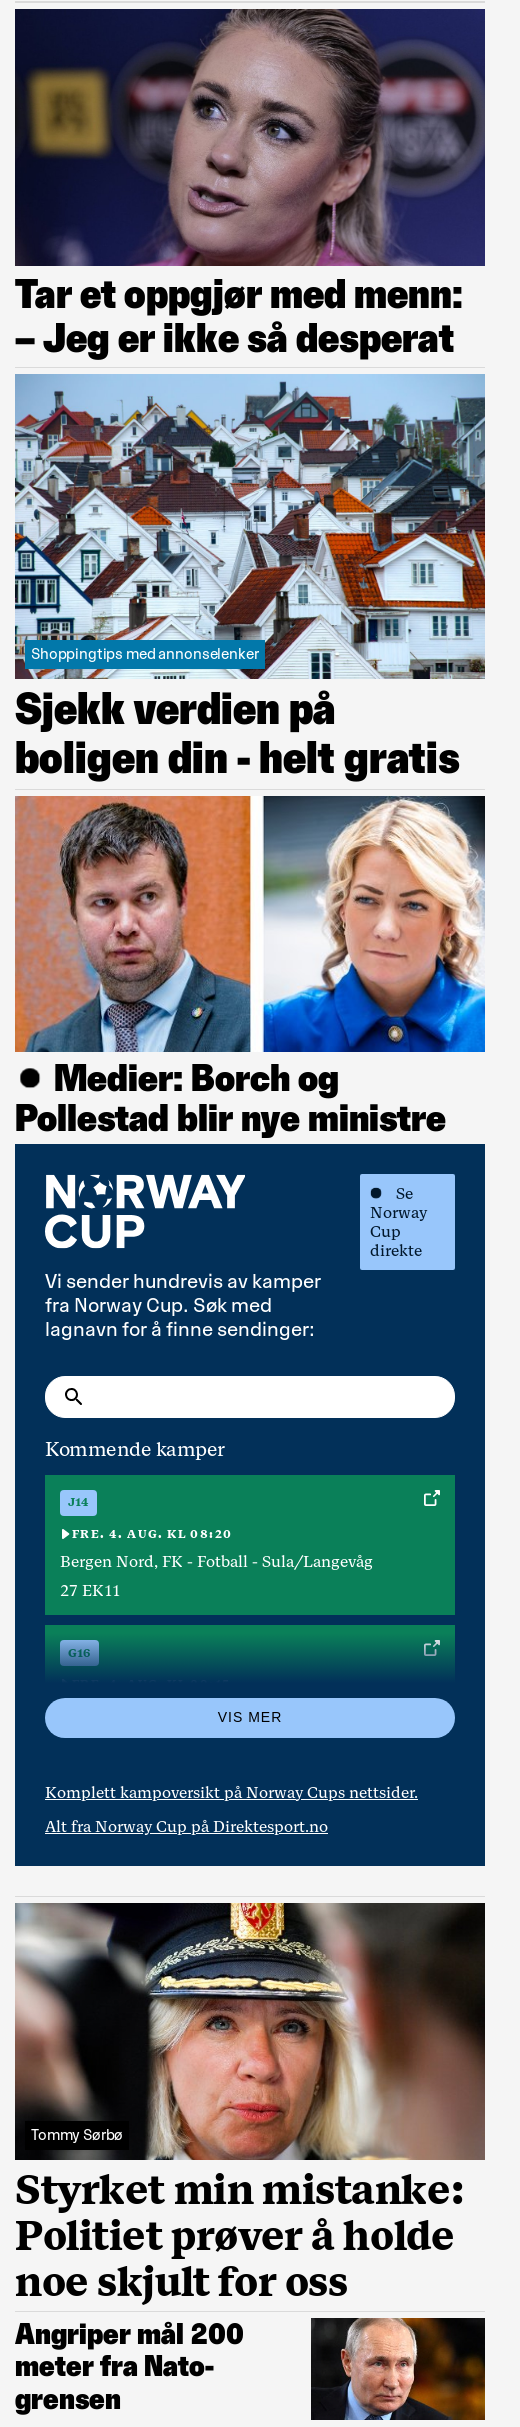 Tar et oppgjør med menn:
– Jeg er ikke så desperat
Shoppingtips med annonselenker
Sjekk verdien på
boligen din - helt gratis
Medier: Borch og
Pollestad blir nye ministre
NORWAY
CUP
Se
Norway
Cup
direkte
Vi sender hundrevis av kamper
fra Norway Cup. Søk med
lagnavn for å finne sendinger:
Kommende kamper
J14
FRE. 4. AUG. KL 08:20
Bergen Nord, FK - Fotball - Sula/Langevåg
27 EK11
G16
VIS MER
Komplett kampoversikt på Norway Cups nettsider.
Alt fra Norway Cup på Direktesport.no
Tommy Sørbø
Styrket min mistanke:
Politiet prøver å holde
noe skjult for oss
Angriper mål 200
meter fra Nato-
grensen